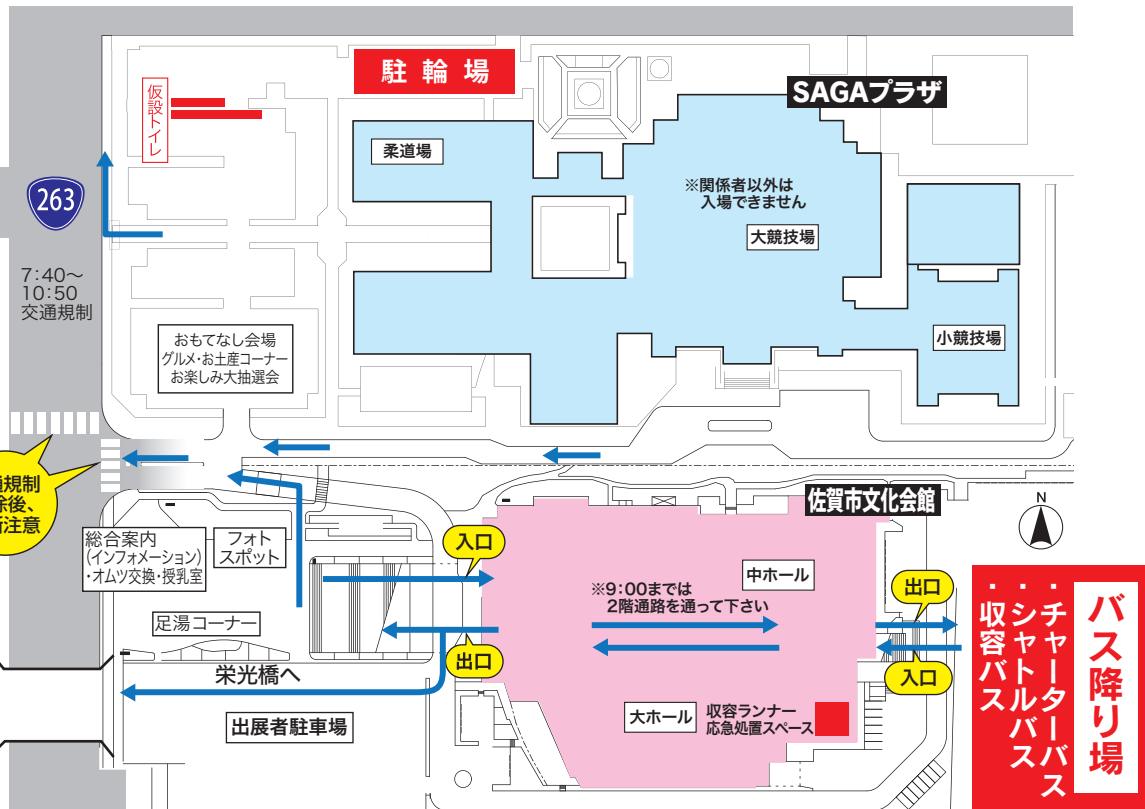 駐輪場
SAGAプラザ
仮設トイレ
柔道場
※関係者以外は
入場できません
大競技場
263
7:40〜
10:50
交通規制
小競技場
おもてなし会場
グルメ・お土産コーナー
お楽しみ大抽選会
佐賀市文化会館
総合案内
(インフォメーション)
・オムツ交換・授乳室
フォト
スポット
入口
N
※9:00までは
2階通路を通って下さい
中ホール
出口
足湯コーナー
出口
入口
栄光橋へ
大ホール
収容ランナー
応急処置スペース
出展者駐車場
バス降り場
・チャーターバス
・シャトルバス
・収容バス